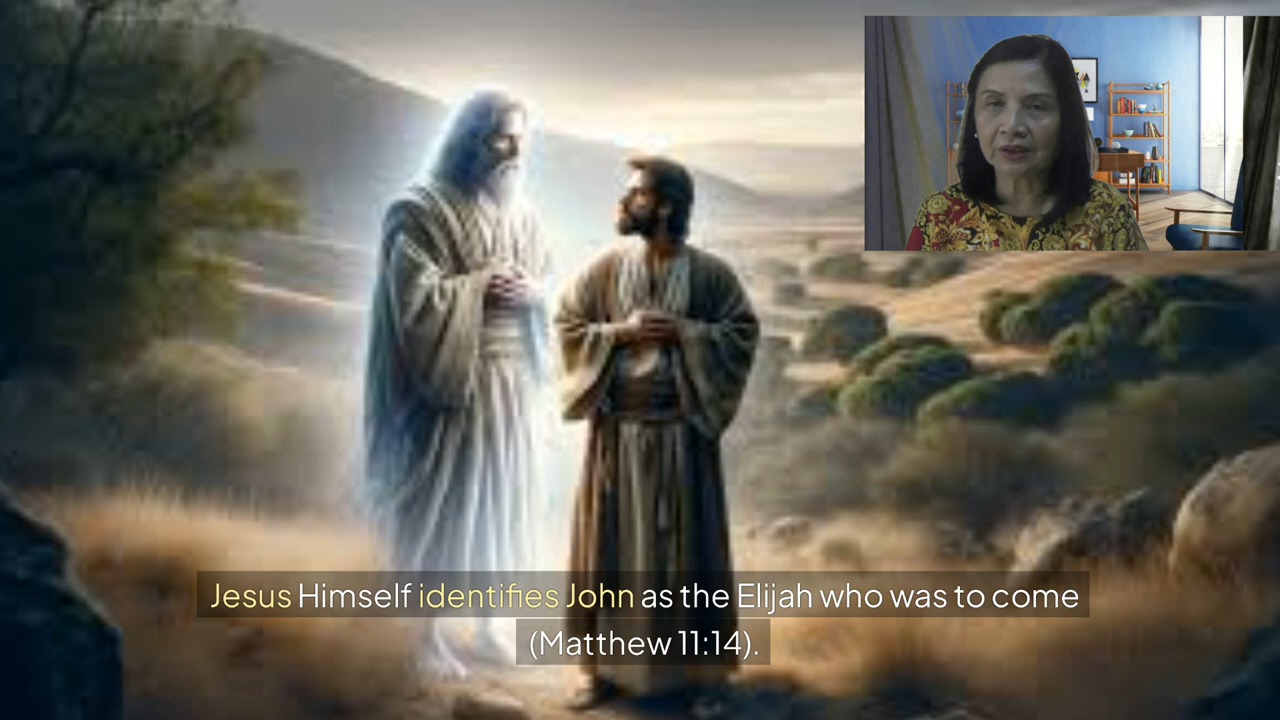 Jesus Himself identifies John as the Elijah who was to come
(Matthew 11:14).